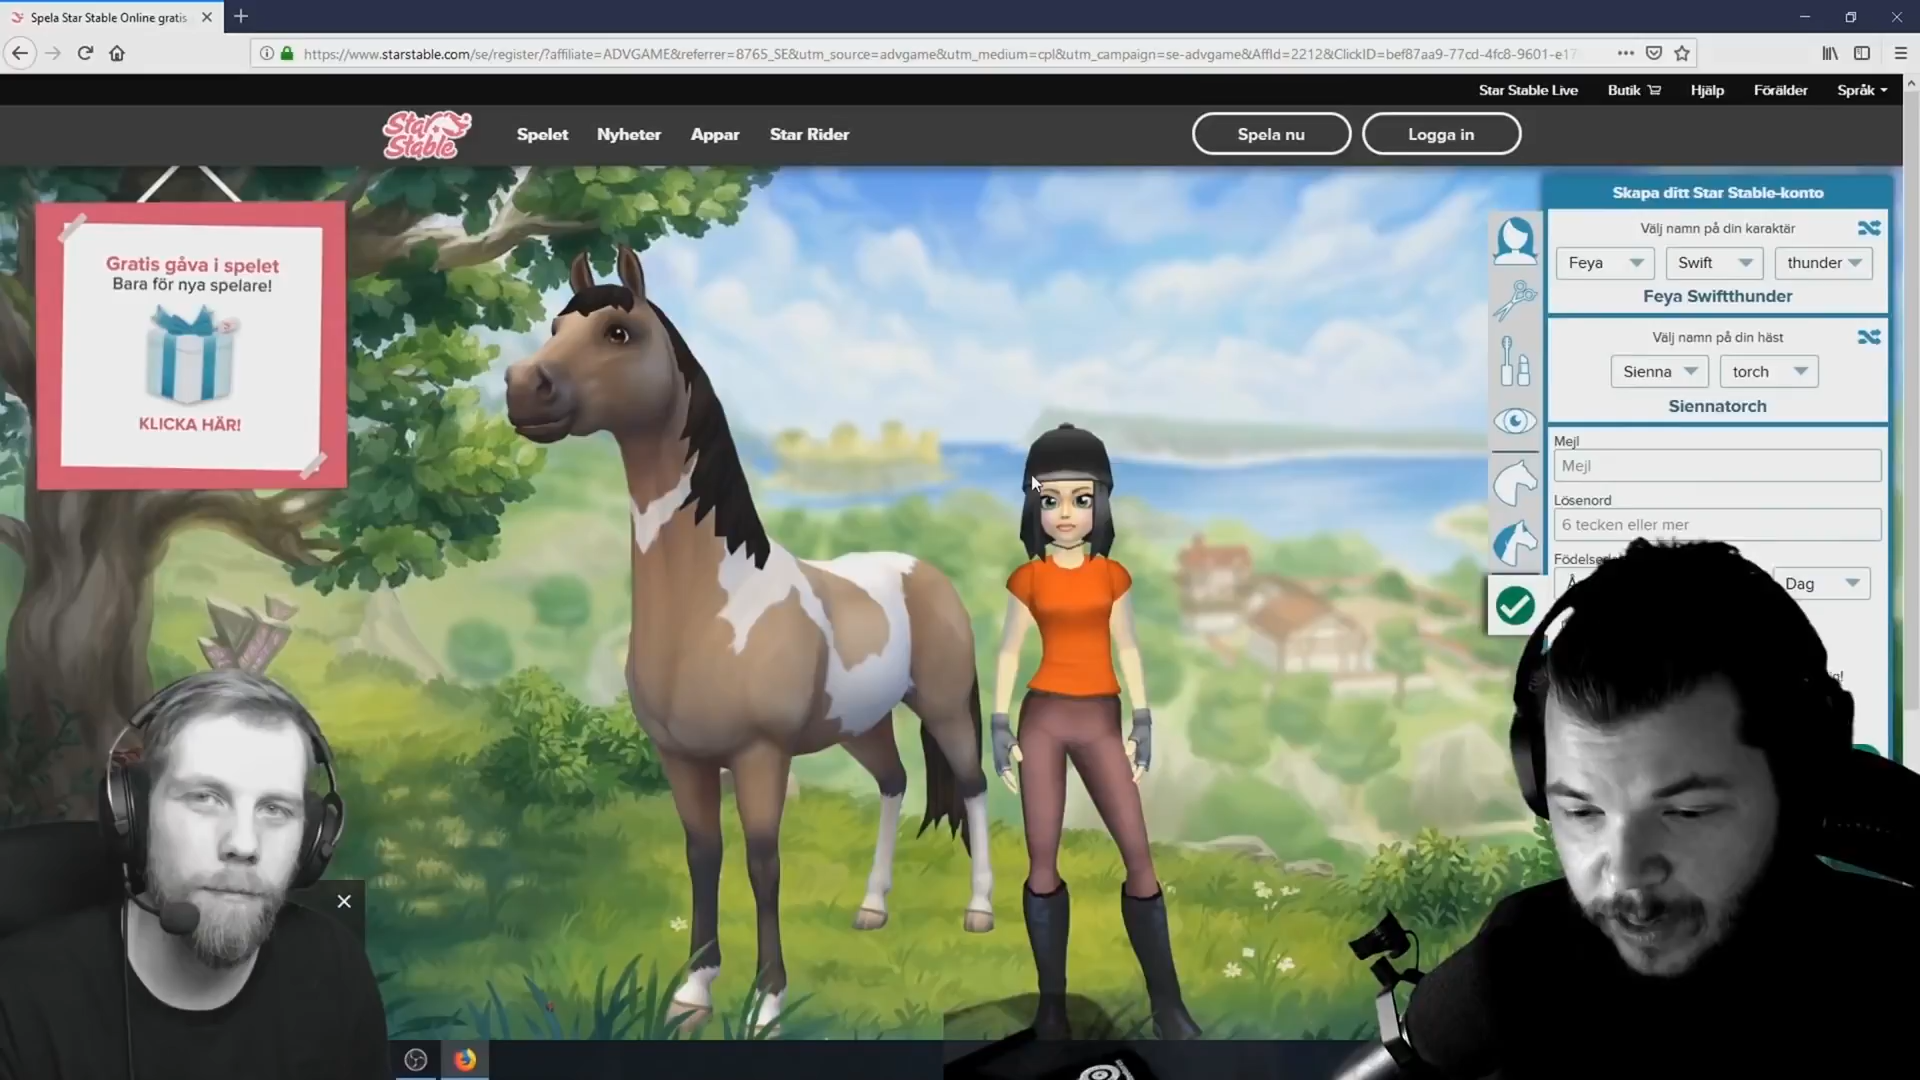 Spela Star Stable Online gratis
https://www.starstable.com/se/register/?affiliate=ADVGAME&referrer=8765_SE&utm_source=advgame&utm_medium=cpl&utm_campaign=se-advgame&AffId=2212&ClickID=bef87aa9-77cd-4fc8-9601-e17
Star Stable Live
Butik
Hjälp
Förälder
Språk
Star Stable
Spelet
Nyheter
Appar
Star Rider
Spela nu
Logga in
Gratis gåva i spelet
Bara för nya spelare!
KLICKA HÄR!
Skapa ditt Star Stable-konto
Välj namn på din karaktär
Feya
Swift
thunder
Feya Swiftthunder
Välj namn på din häst
Sienna
torch
Siennatorch
Mejl
Mejl
Lösenord
6 tecken eller mer
Dag